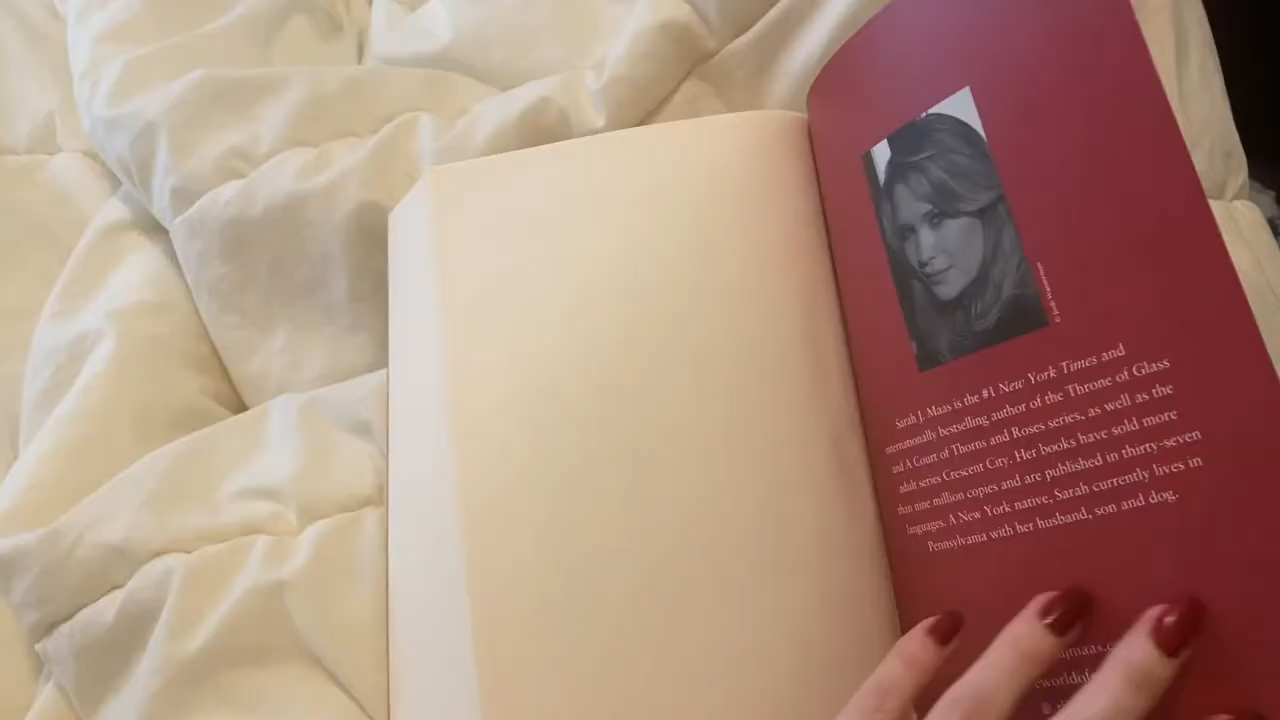 © Josh Wasserman
Sarah J. Maas is the #1 New York Times and
internationally bestselling author of the Throne of Glass
and A Court of Thorns and Roses series, as well as the
adult series Crescent City. Her books have sold more
than nine million copies and are published in thirty-seven
languages. A New York native, Sarah currently lives in
Pennsylvania with her husband, son and dog.